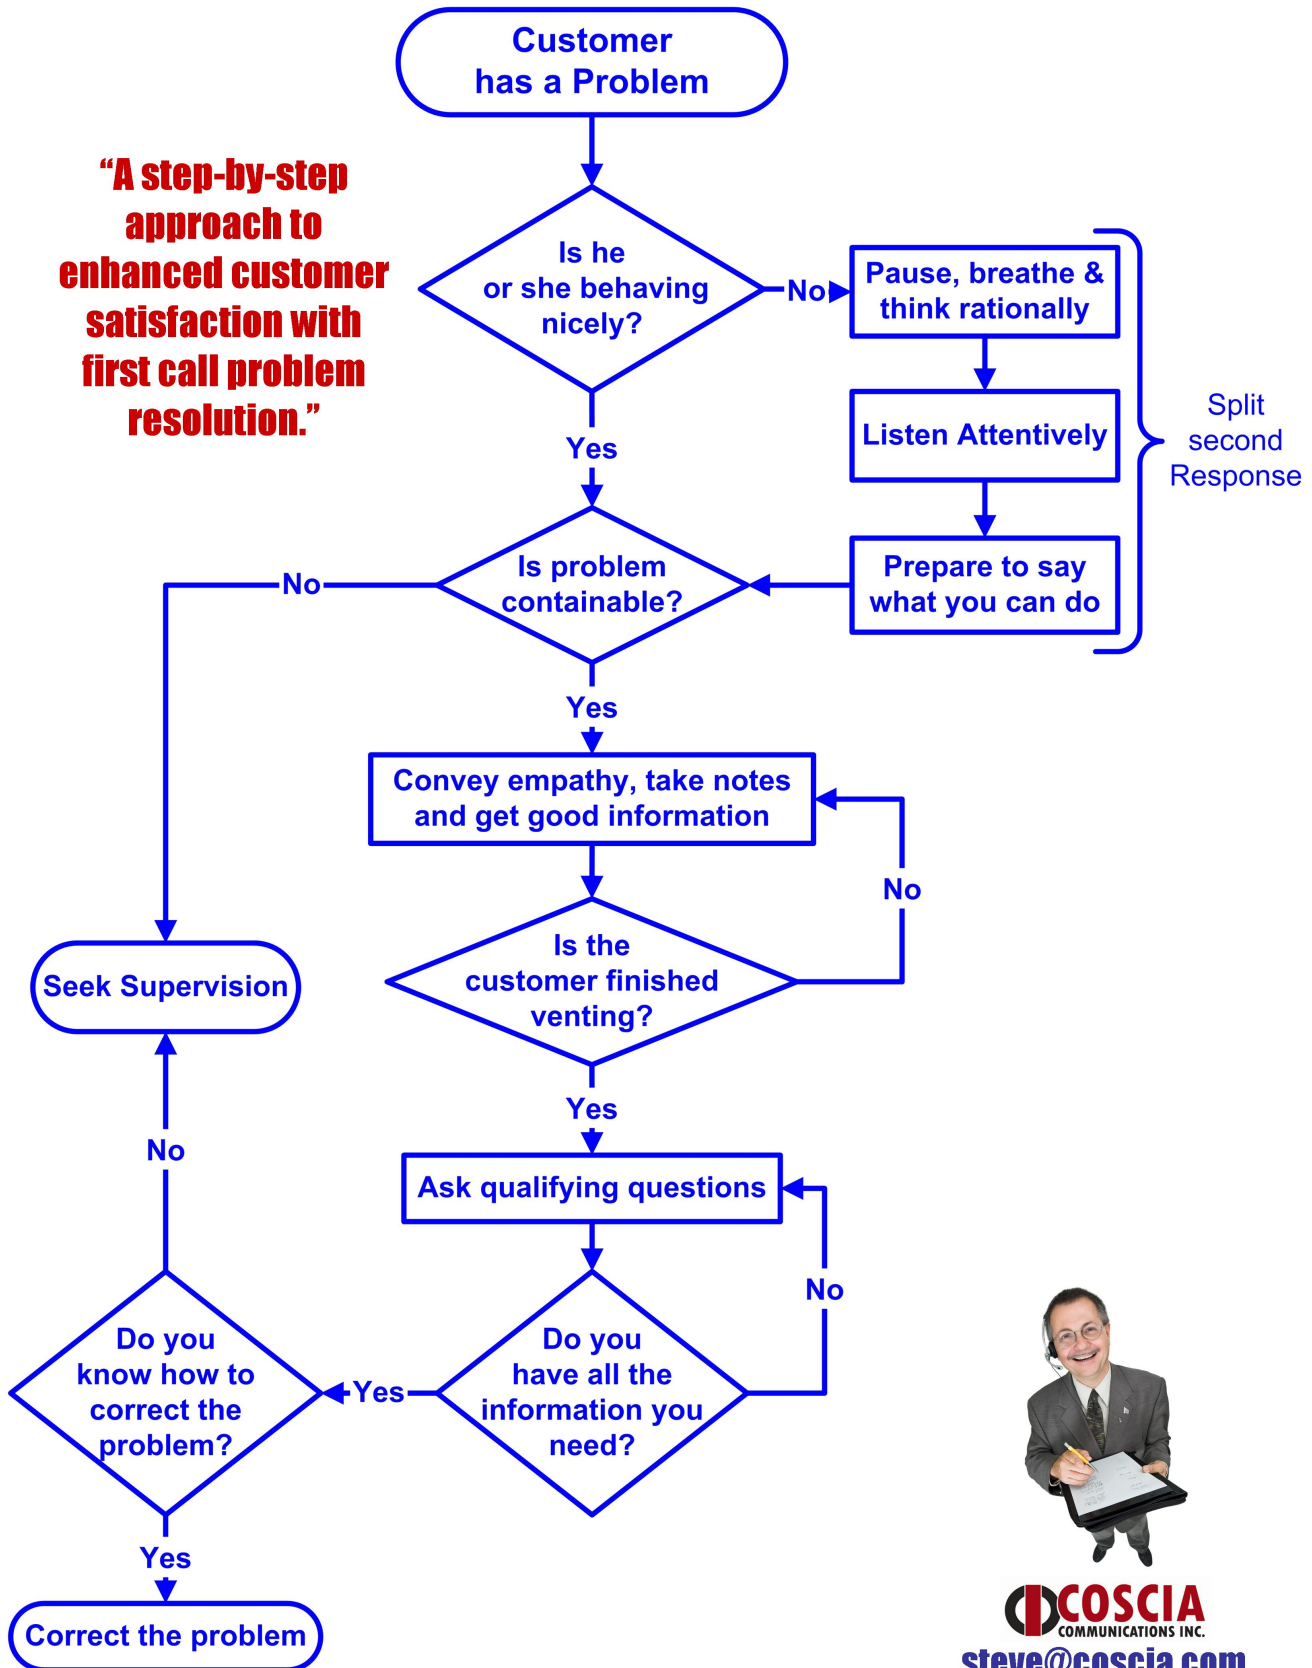 Customer
has a Problem
“A step-by-step
approach to
enhanced customer
satisfaction with
first call problem
resolution.”
Is he
or she behaving
nicely?
No
Pause, breathe &
think rationally
Listen Attentively
Prepare to say
what you can do
Split
second
Response
Yes
Is problem
containable?
No
Yes
Convey empathy, take notes
and get good information
No
Is the
customer finished
venting?
Seek Supervision
Yes
No
Ask qualifying questions
No
Do you
have all the
information you
need?
Yes
Do you
know how to
correct the
problem?
Yes
Correct the problem
COSCIA
COMMUNICATIONS INC.
steve@coscia.com